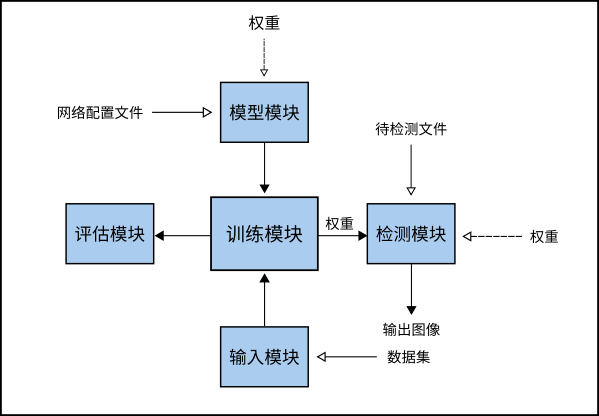 权重
网络配置文件
模型模块
待检测文件
评估模块
训练模块
权重
检测模块
权重
输出图像
输入模块
数据集